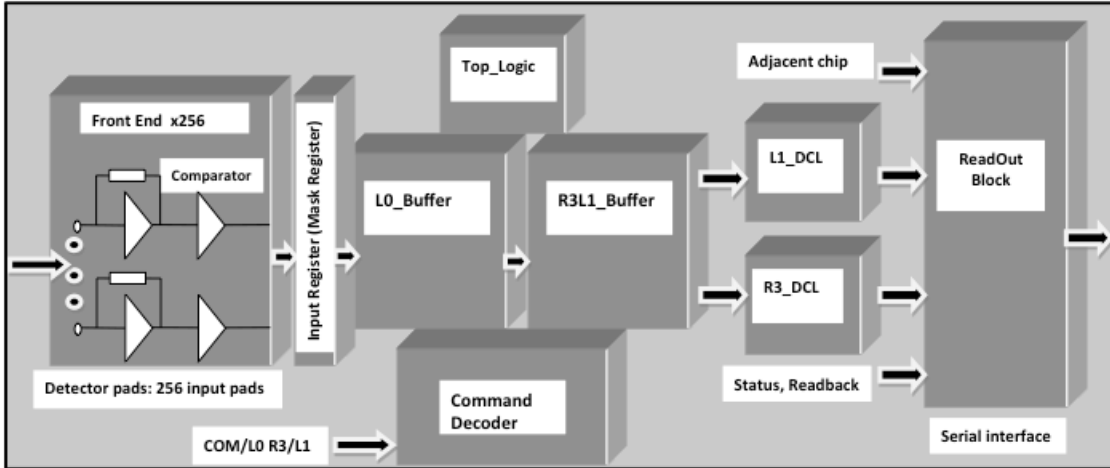 Top_Logic
Adjacent chip
Front End x256
Comparator
Input Register (Mask Register)
L0_Buffer
R3L1_Buffer
L1_DCL
ReadOut
Block
R3_DCL
Detector pads: 256 input pads
Status, Readback
Command
Decoder
COM/L0 R3/L1
Serial interface